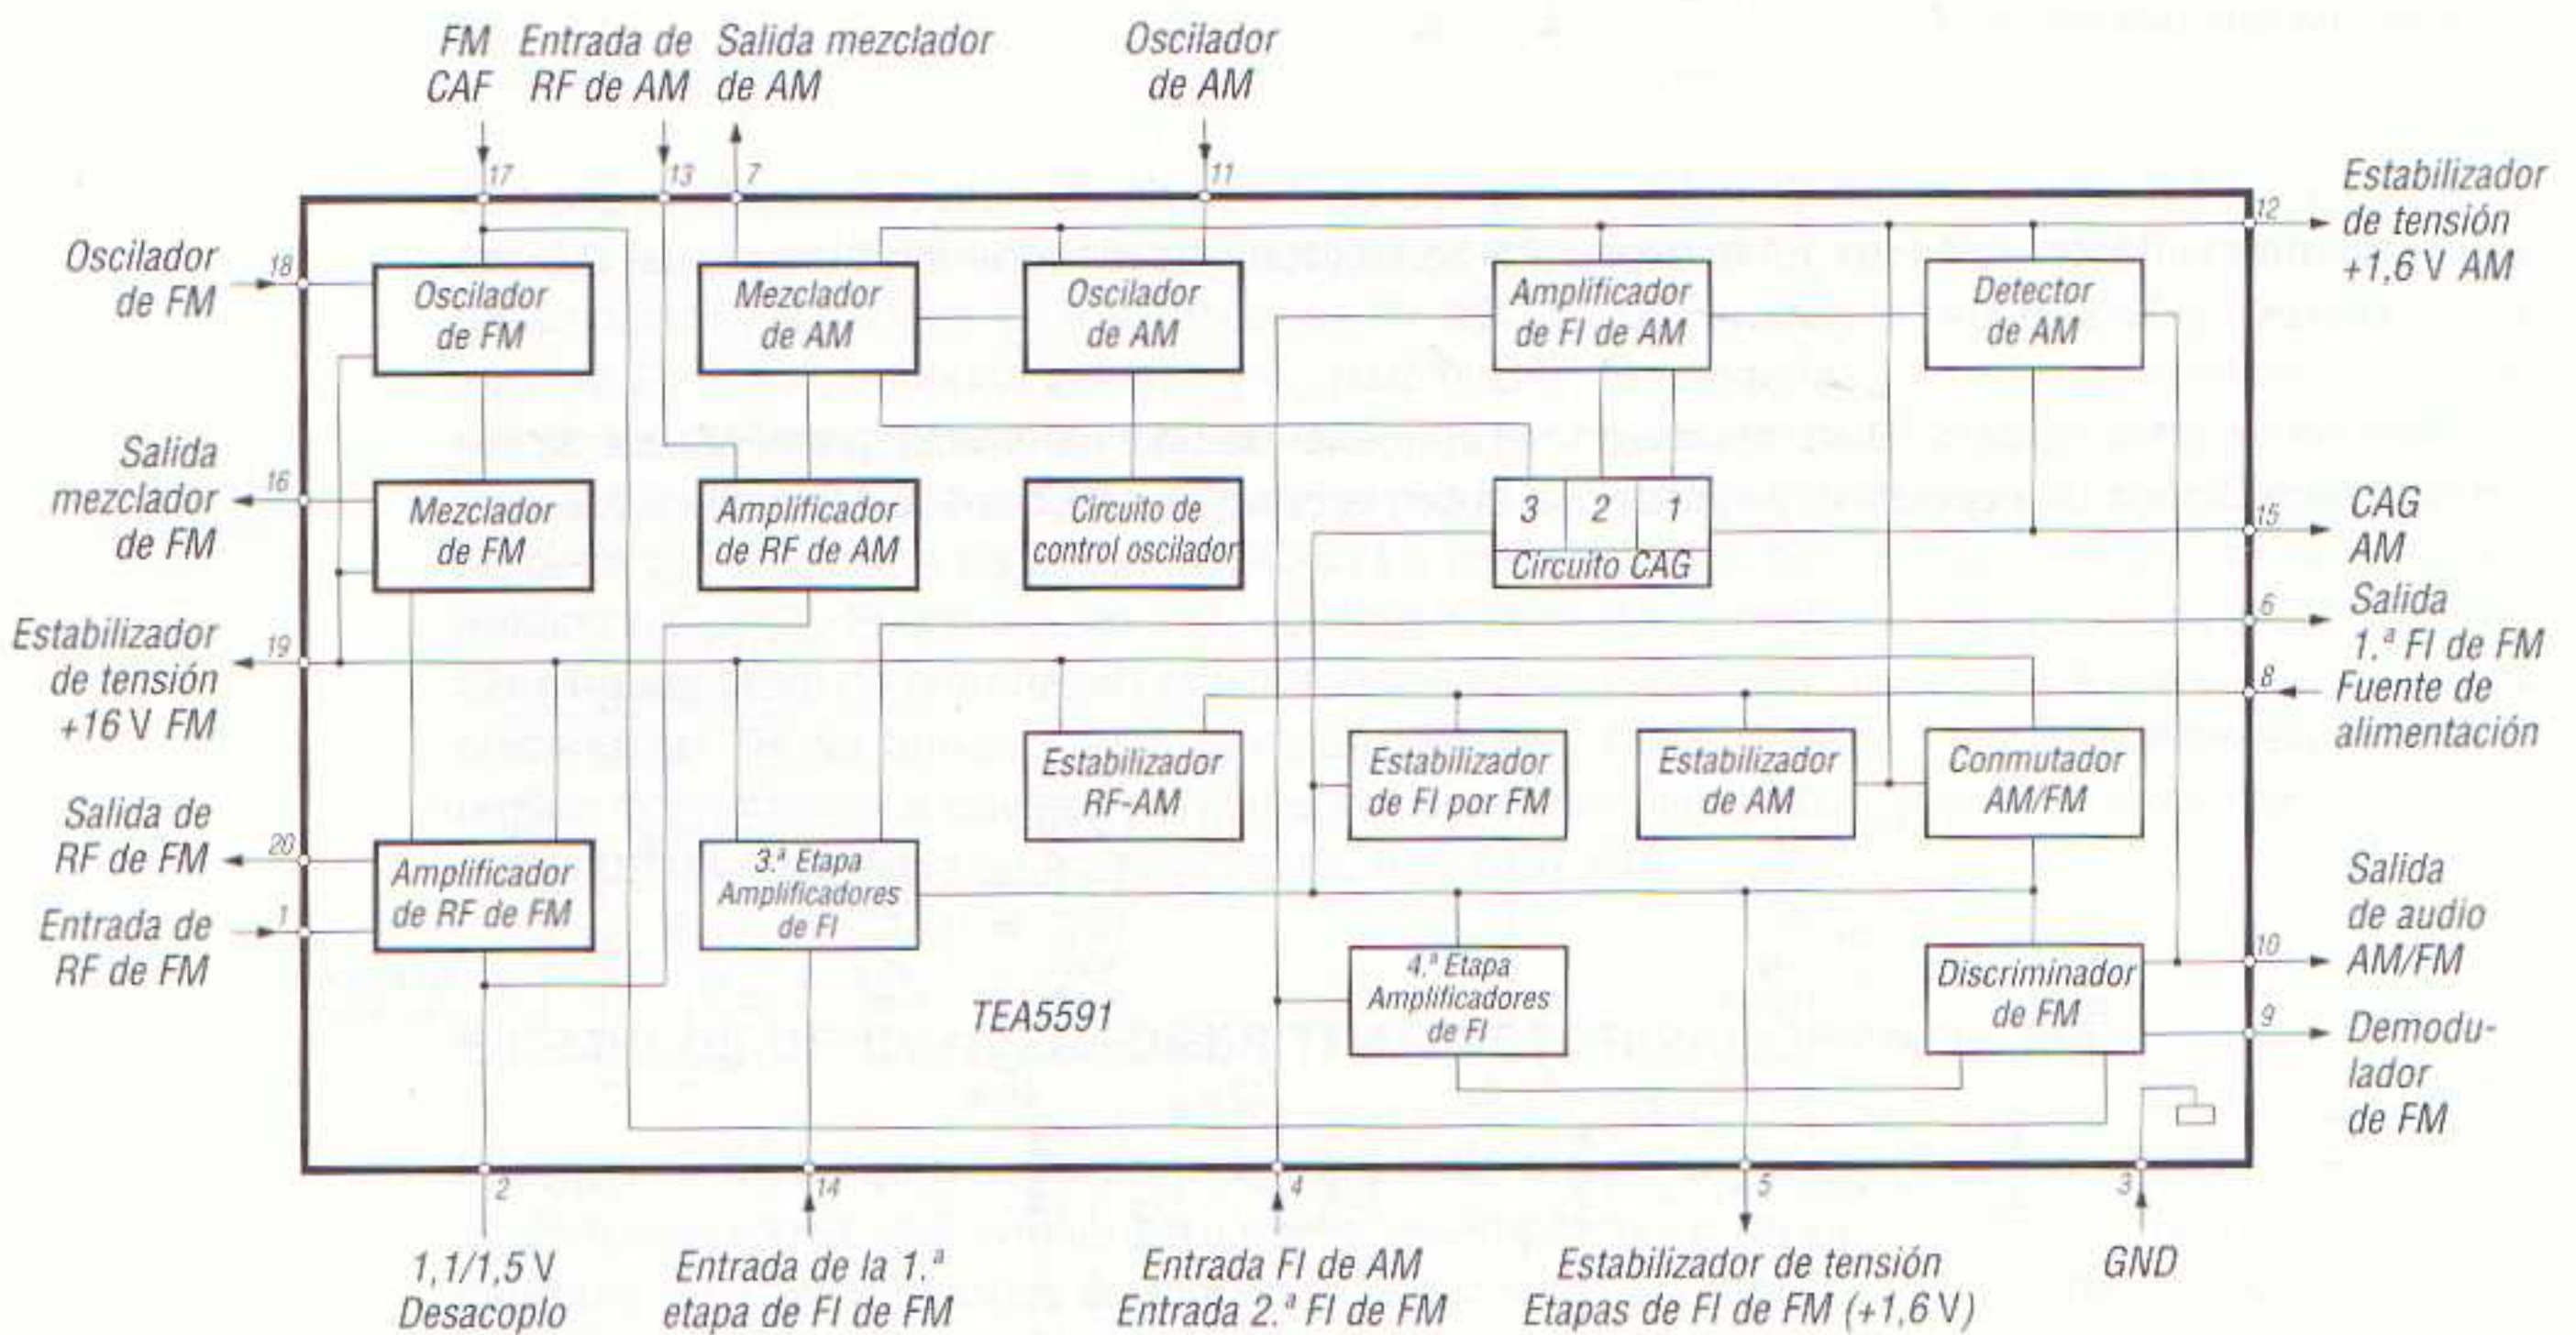 FM
CAF
Entrada de
RF de AM
Salida mezclador
de AM
Oscilador
de AM
17
13
7
11
Estabilizador
de tensión
+1,6 V AM
12
Oscilador
de FM
18
Oscilador
de FM
Mezclador
de AM
Oscilador
de AM
Amplificador
de FI de AM
Detector
de AM
Salida
mezclador
de FM
16
Mezclador
de FM
Amplificador
de RF de AM
Circuito de
control oscilador
3 2 1
Circuito CAG
15
CAG
AM
6
Salida
1.ª FI de FM
Estabilizador
de tensión
+16 V FM
19
8
Fuente de
alimentación
Estabilizador
RF-AM
Estabilizador
de FI por FM
Estabilizador
de AM
Conmutador
AM/FM
Salida de
RF de FM
20
Entrada de
RF de FM
1
Amplificador
de RF de FM
3.ª Etapa
Amplificadores
de FI
4.ª Etapa
Amplificadores
de FI
Discriminador
de FM
Salida
de audio
AM/FM
10
9
Demodu-
lador
de FM
TEA5591
2
14
4
5
3
1,1/1,5 V
Desacoplo
Entrada de la 1.ª
etapa de FI de FM
Entrada FI de AM
Entrada 2.ª FI de FM
Estabilizador de tensión
Etapas de FI de FM (+1,6 V)
GND